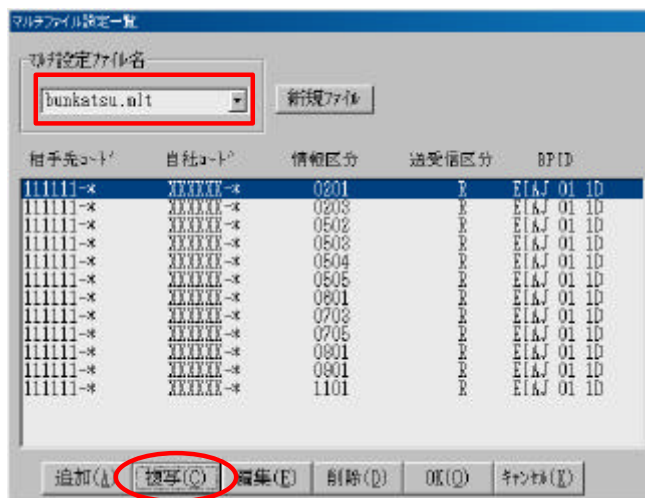 マルチファイル設定一覧
マルチ設定ファイル名
bunkatsu.mlt
新規ファイル
相手先コード 自社コード 情報区分 送受信区分 BPID
111111-* XXXXXX-* 0201 R EIAJ 01 1D
111111-* XXXXXX-* 0203 R EIAJ 01 1D
111111-* XXXXXX-* 0502 R EIAJ 01 1D
111111-* XXXXXX-* 0503 R EIAJ 01 1D
111111-* XXXXXX-* 0504 R EIAJ 01 1D
111111-* XXXXXX-* 0505 R EIAJ 01 1D
111111-* XXXXXX-* 0601 R EIAJ 01 1D
111111-* XXXXXX-* 0703 R EIAJ 01 1D
111111-* XXXXXX-* 0705 R EIAJ 01 1D
111111-* XXXXXX-* R EIAJ 01 1D
111111-* XXXXXX-* 0901 R EIAJ 01 1D
111111-* XXXXXX-* 1101 R EIAJ 01 1D
追加(A) 複写(C) 編集(E) 削除(D) OK(O) キャンセル(X)